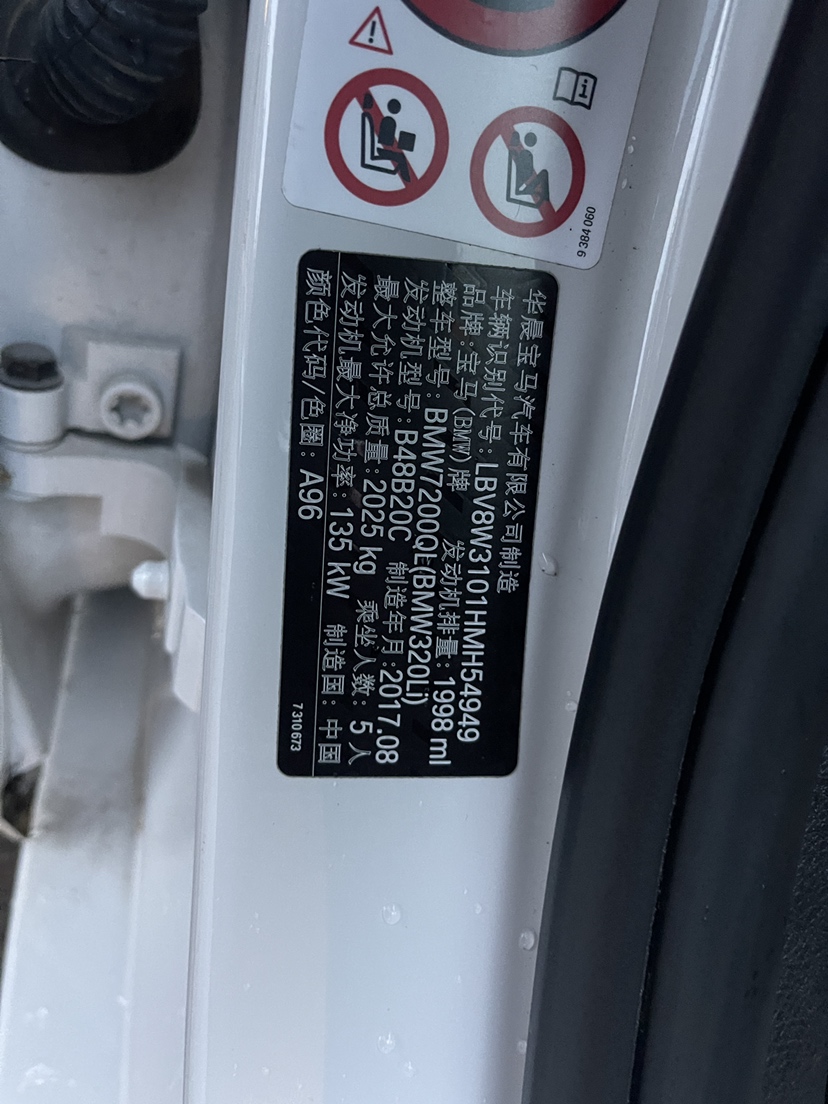 9 384 060
华晨宝马汽车有限公司制造
车辆识别代号:LBV8W3101HMH54949
品牌:宝马(BMW)牌 发动机排量:1998 ml
整车型号:BMW7200QL(BMW320Li)
发动机型号:B48B20C 制造年月:2017.08
最大允许总质量:2025 kg 乘坐人数:5人
发动机最大净功率:135 kW 制造国:中国
颜色代码/色圈:A96
7 310 673